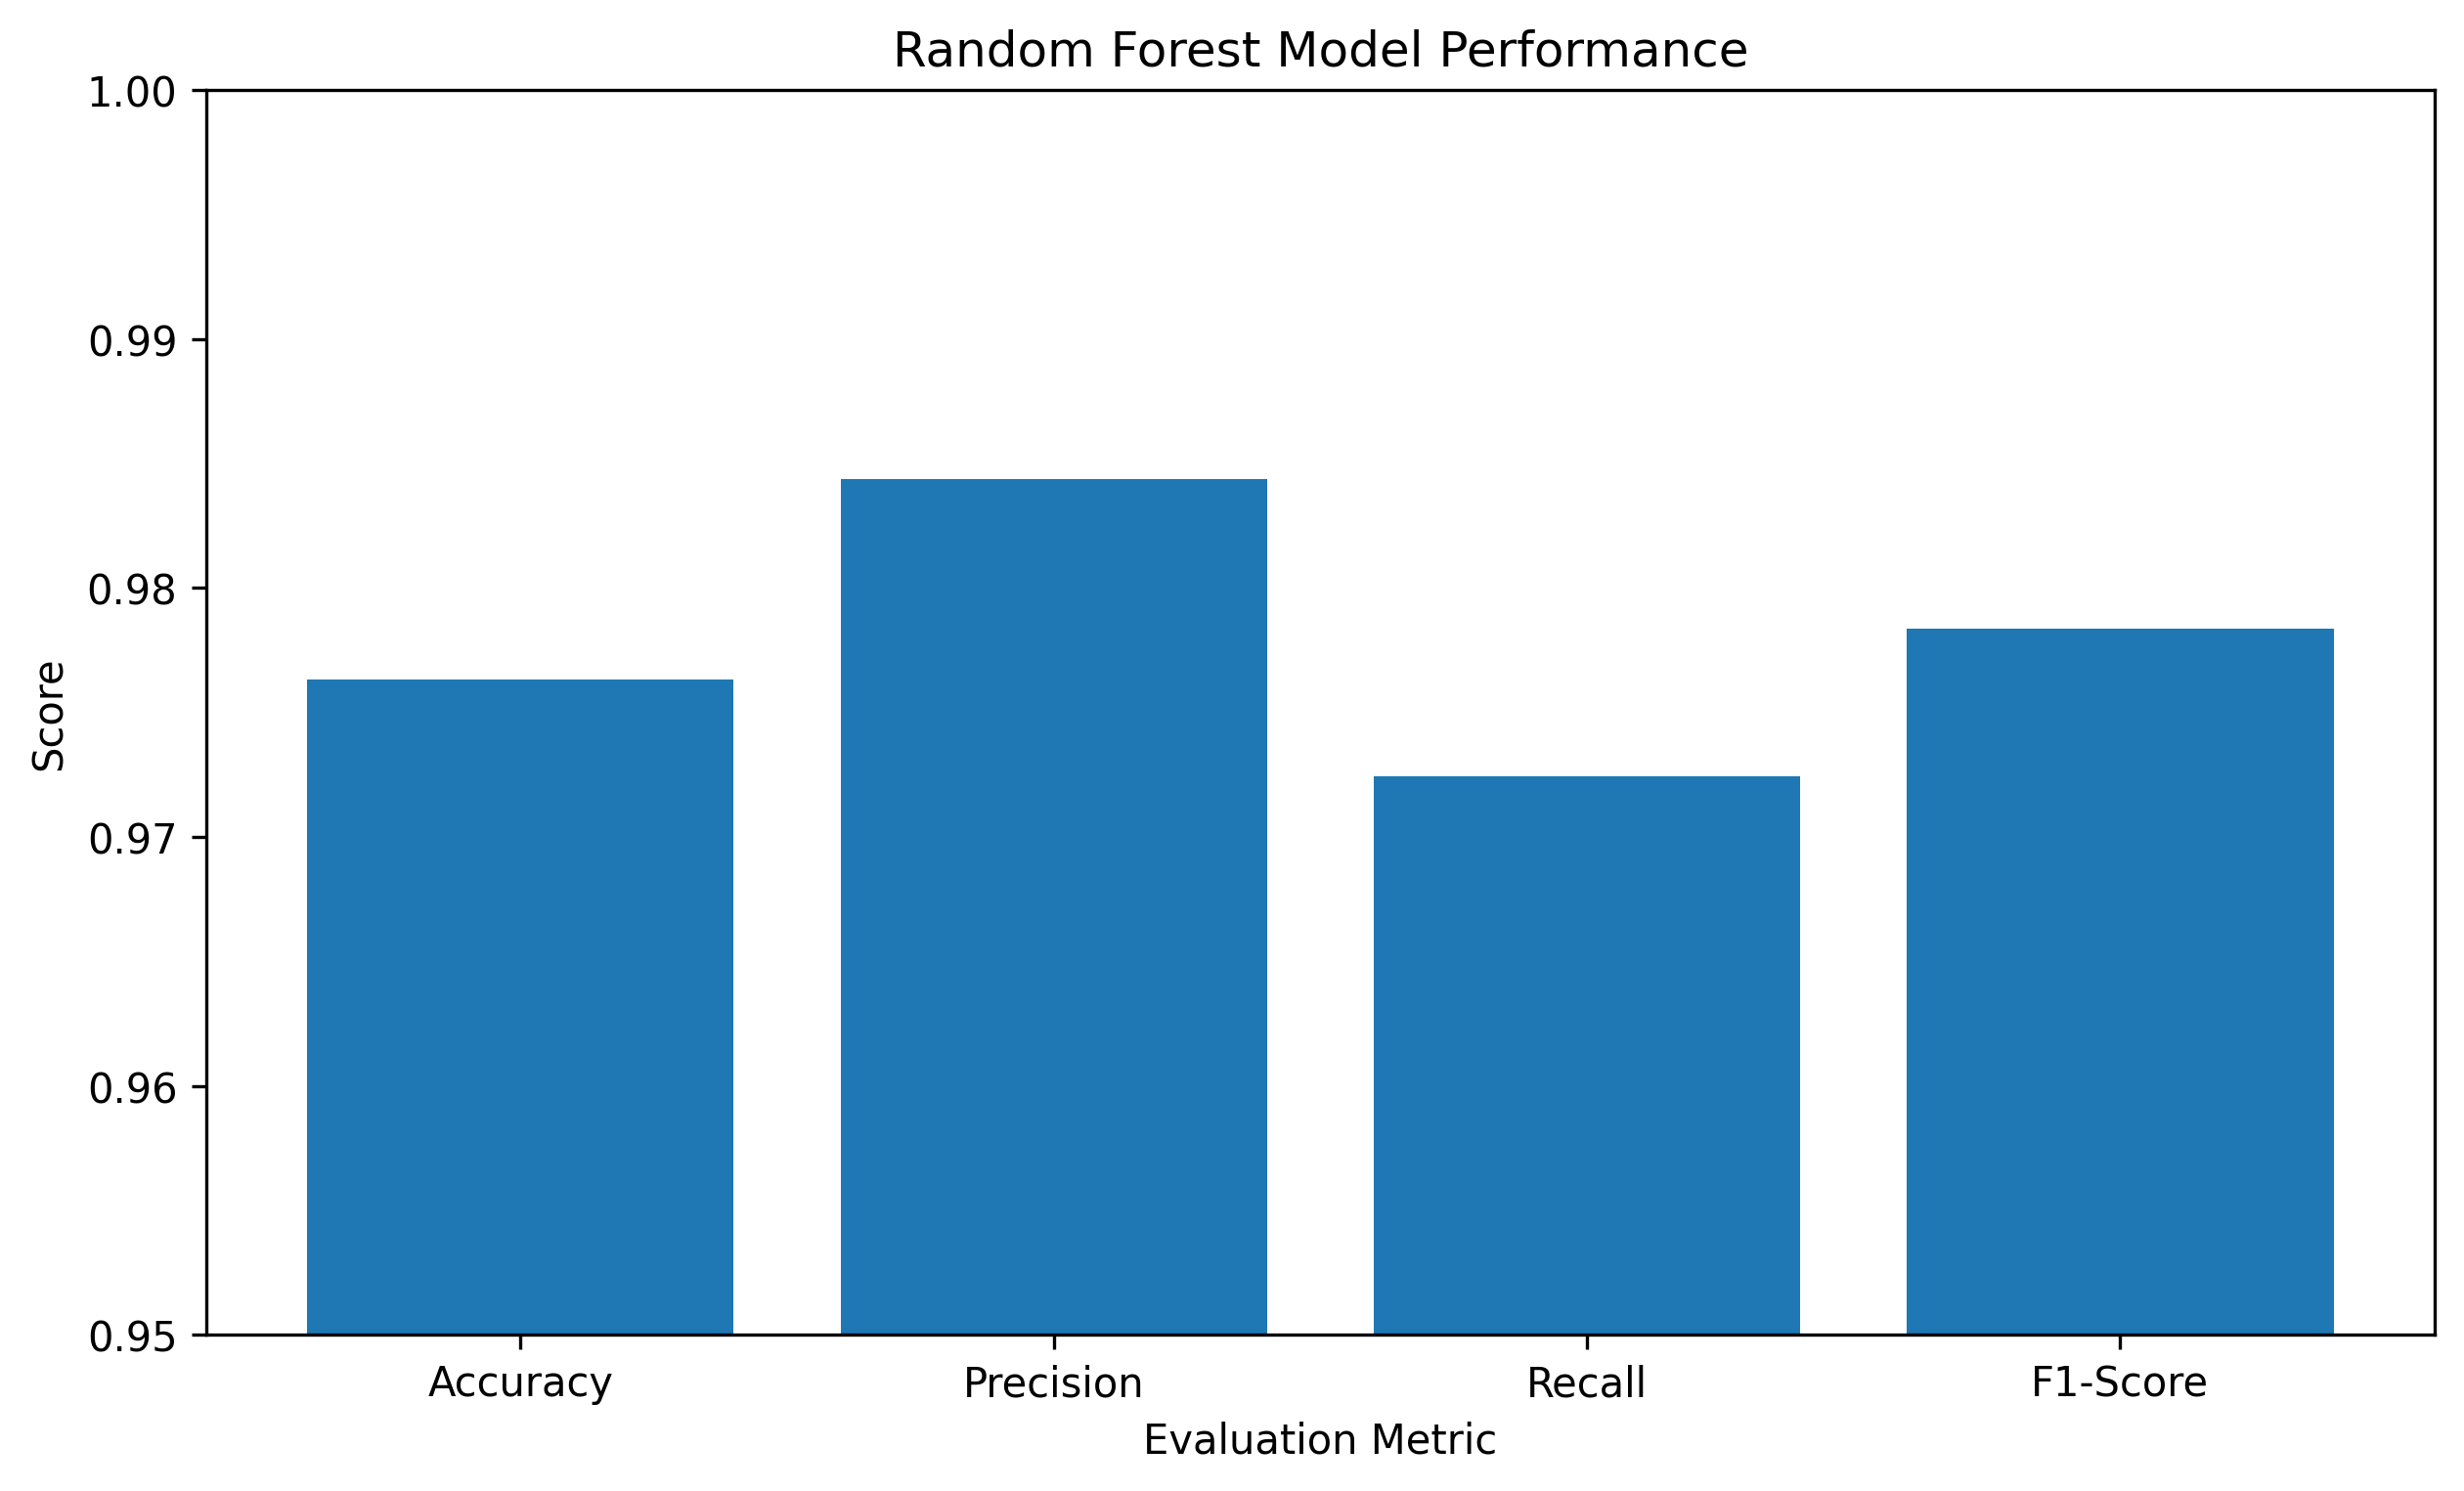 Random Forest Model Performance
1.00
0.99
0.98
0.97
0.96
0.95
Score
Accuracy Precision Recall F1-Score
Evaluation Metric